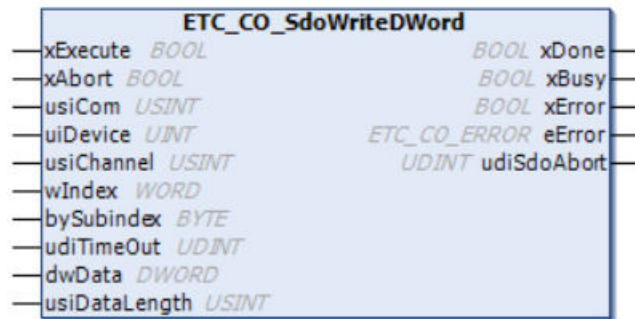 ETC_CO_SdoWriteDWord
xExecute BOOL BOOL xDone
xAbort BOOL BOOL xBusy
usiCom USINT BOOL xError
uiDevice UINT ETC_CO_ERROR eError
usiChannel USINT UDINT udiSdoAbort
wIndex WORD
bySubindex BYTE
udiTimeOut UDINT
dwData DWORD
usiDataLength USINT